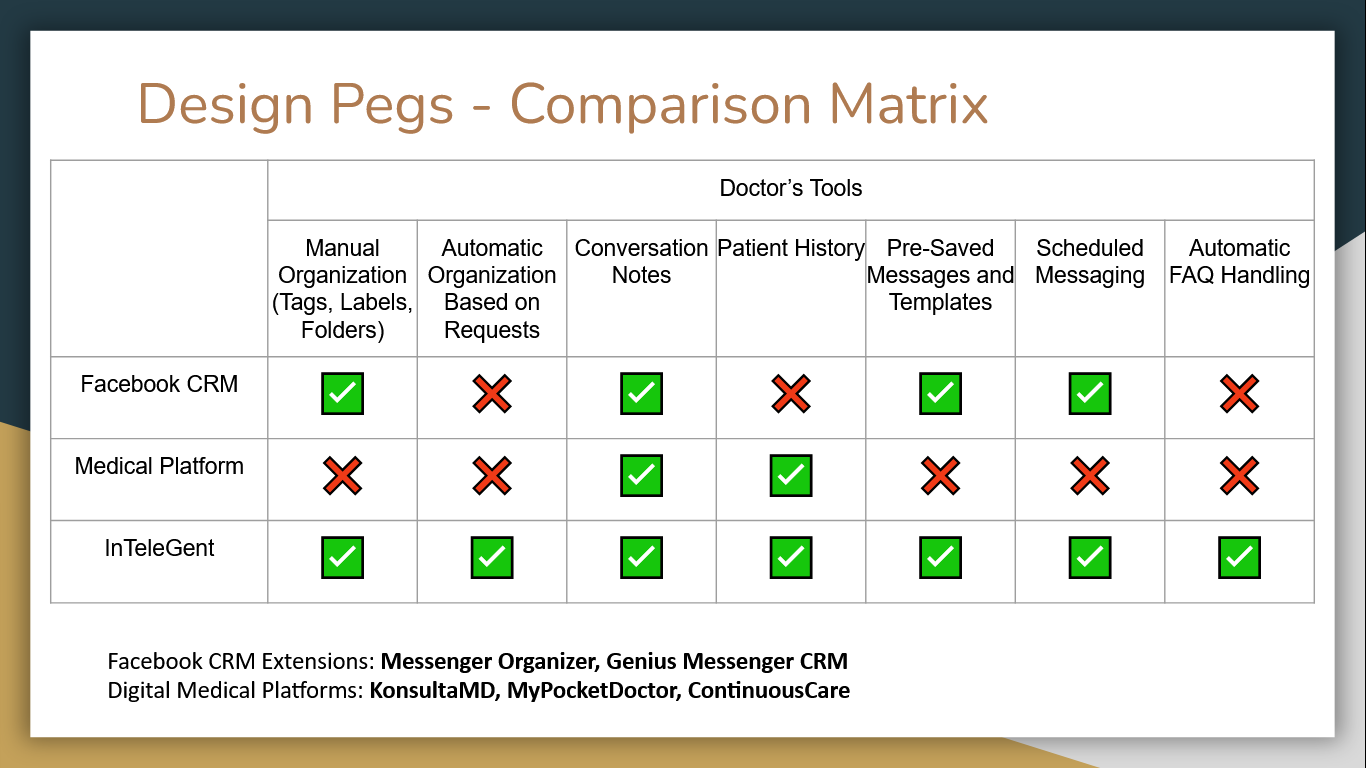 Design Pegs - Comparison Matrix
Doctor’s Tools
Manual
Organization
(Tags, Labels,
Folders)
Automatic
Organization
Based on
Requests
Conversation
Notes
Patient History
Pre-Saved
Messages and
Templates
Scheduled
Messaging
Automatic
FAQ Handling
Facebook CRM
Medical Platform
InTeleGent
Facebook CRM Extensions: Messenger Organizer, Genius Messenger CRM
Digital Medical Platforms: KonsultaMD, MyPocketDoctor, ContinuousCare